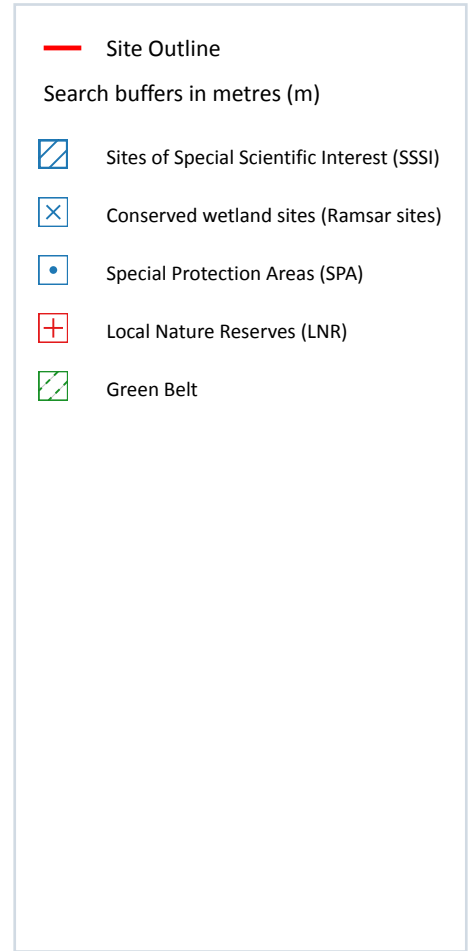 Site Outline
Search buffers in metres (m)
Sites of Special Scientific Interest (SSSI)
Conserved wetland sites (Ramsar sites)
Special Protection Areas (SPA)
Local Nature Reserves (LNR)
Green Belt